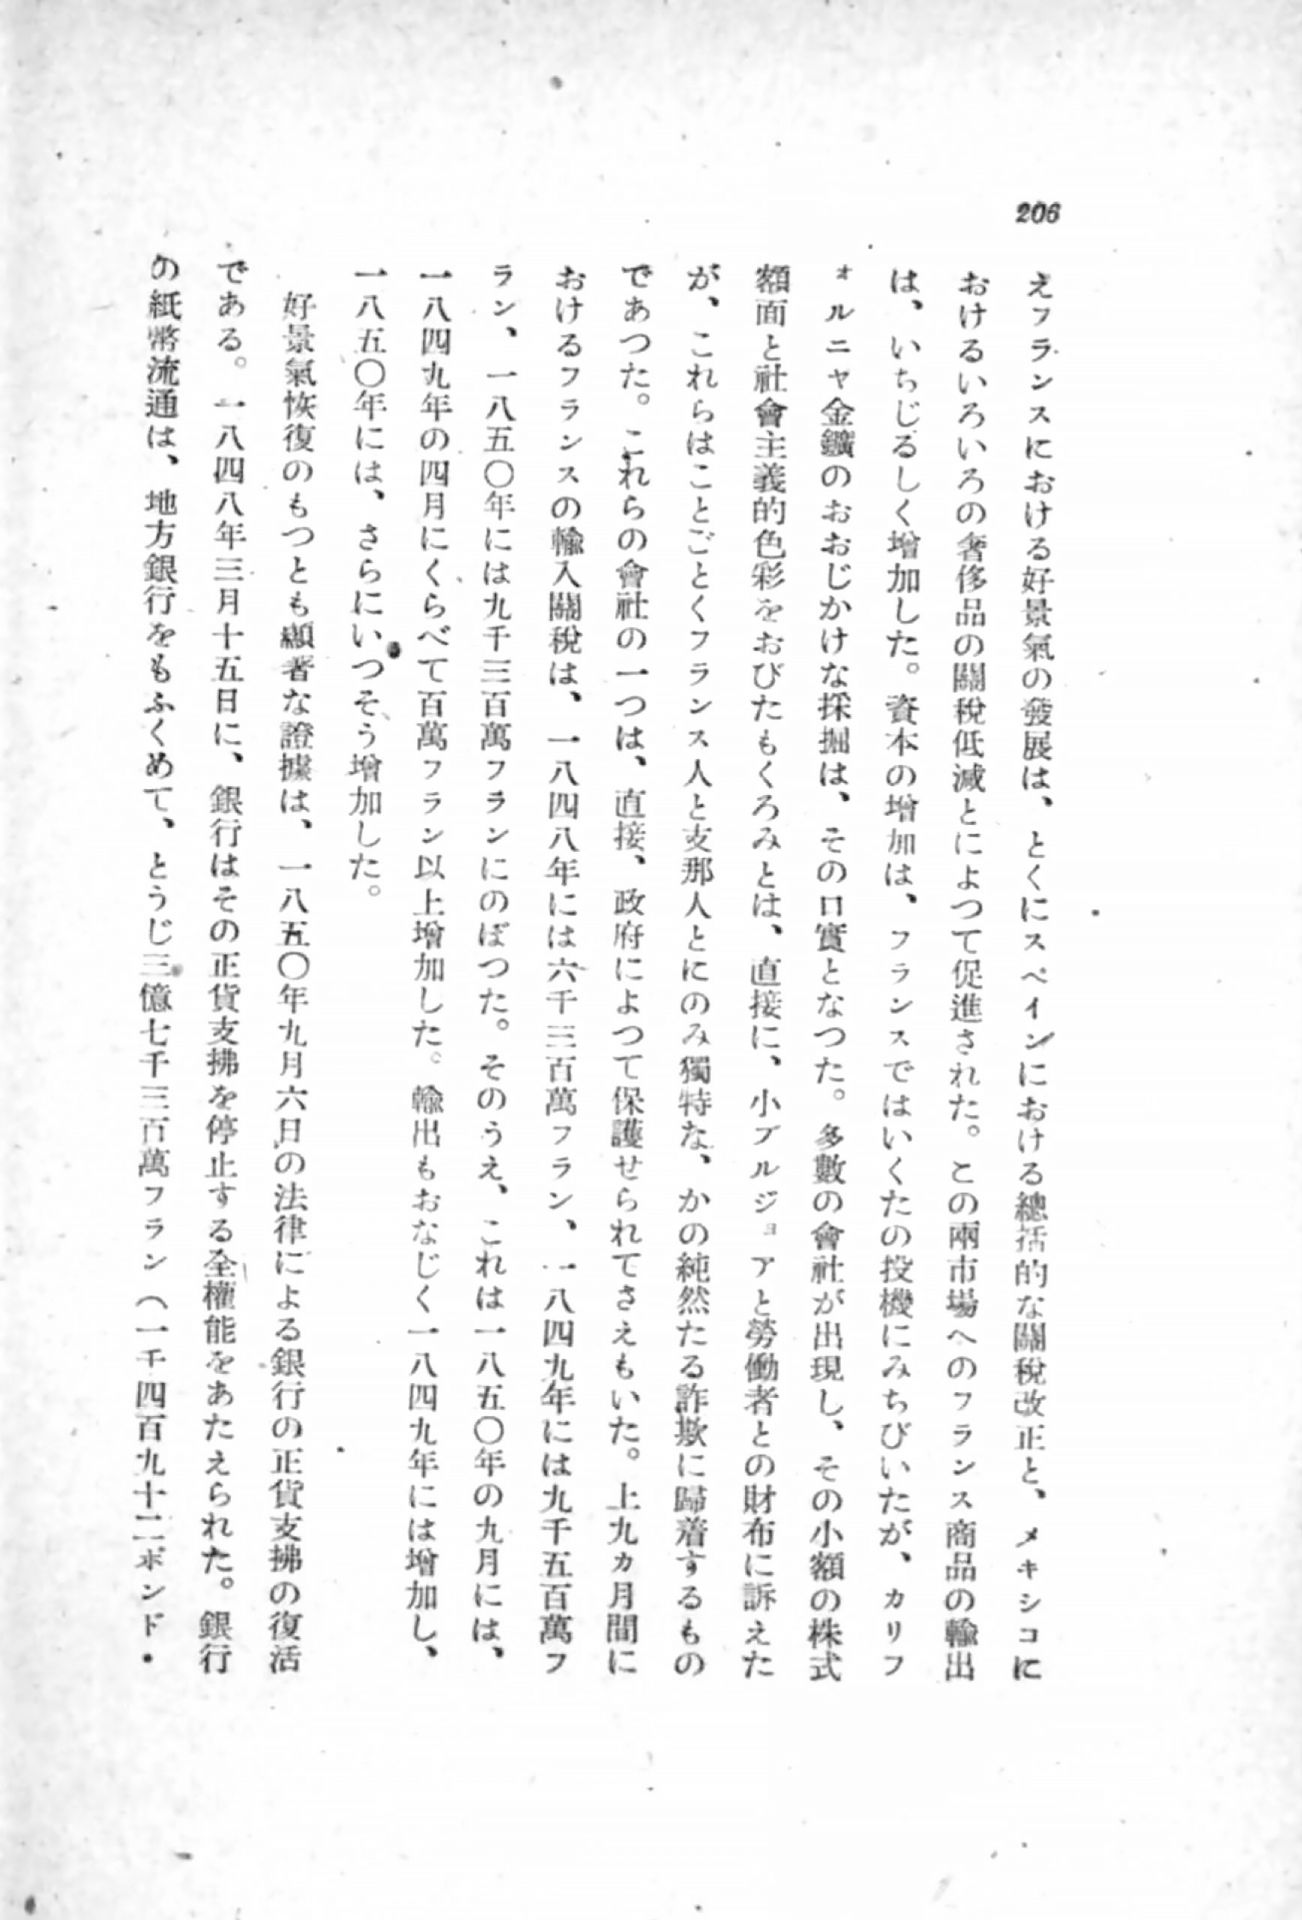 206
えフランスにおける好景氣の發展は、とくにスペインにおける總括的な關稅改正と、メキシコに
おけるいろいろの奢侈品の關稅低減とによつて促進された。この兩市場へのフランス商品の輸出
は、いちじるしく增加した。資本の增加は、フランスではいくたの投機にみちびいたが、カリフ
ォルニヤ金鑛のおおじかけな採掘は、その口實となつた。多數の會社が出現し、その小額の株式
額面と社會主義的色彩をおびたもくろみとは、直接に、小ブルジョアと勞働者との財布に訴えた
が、これらはことごとくフランス人と支那人とにのみ獨特な、かの純然たる詐欺に歸着するもの
であつた。これらの會社の一つは、直接、政府によつて保護せられてさえもいた。上九カ月間に
おけるフランスの輸入關稅は、一八四八年には六千三百萬フラン、一八四九年には九千五百萬フ
ラン、一八五〇年には九千三百萬フランにのぼつた。そのうえ、これは一八五〇年の九月には、
一八四九年の四月にくらべて百萬フラン以上增加した。輸出もおなじく一八四九年には增加し、
一八五〇年には、さらにいつそう增加した。
好景氣恢復のもつとも顯著な證據は、一八五〇年九月六日の法律による銀行の正貨支拂の復活
である。一八四八年三月十五日に、銀行はその正貨支拂を停止する全權能をあたえられた。銀行
の紙幣流通は、地方銀行をもふくめて、とうじ三億七千三百萬フラン（一千四百九十二ポンド・